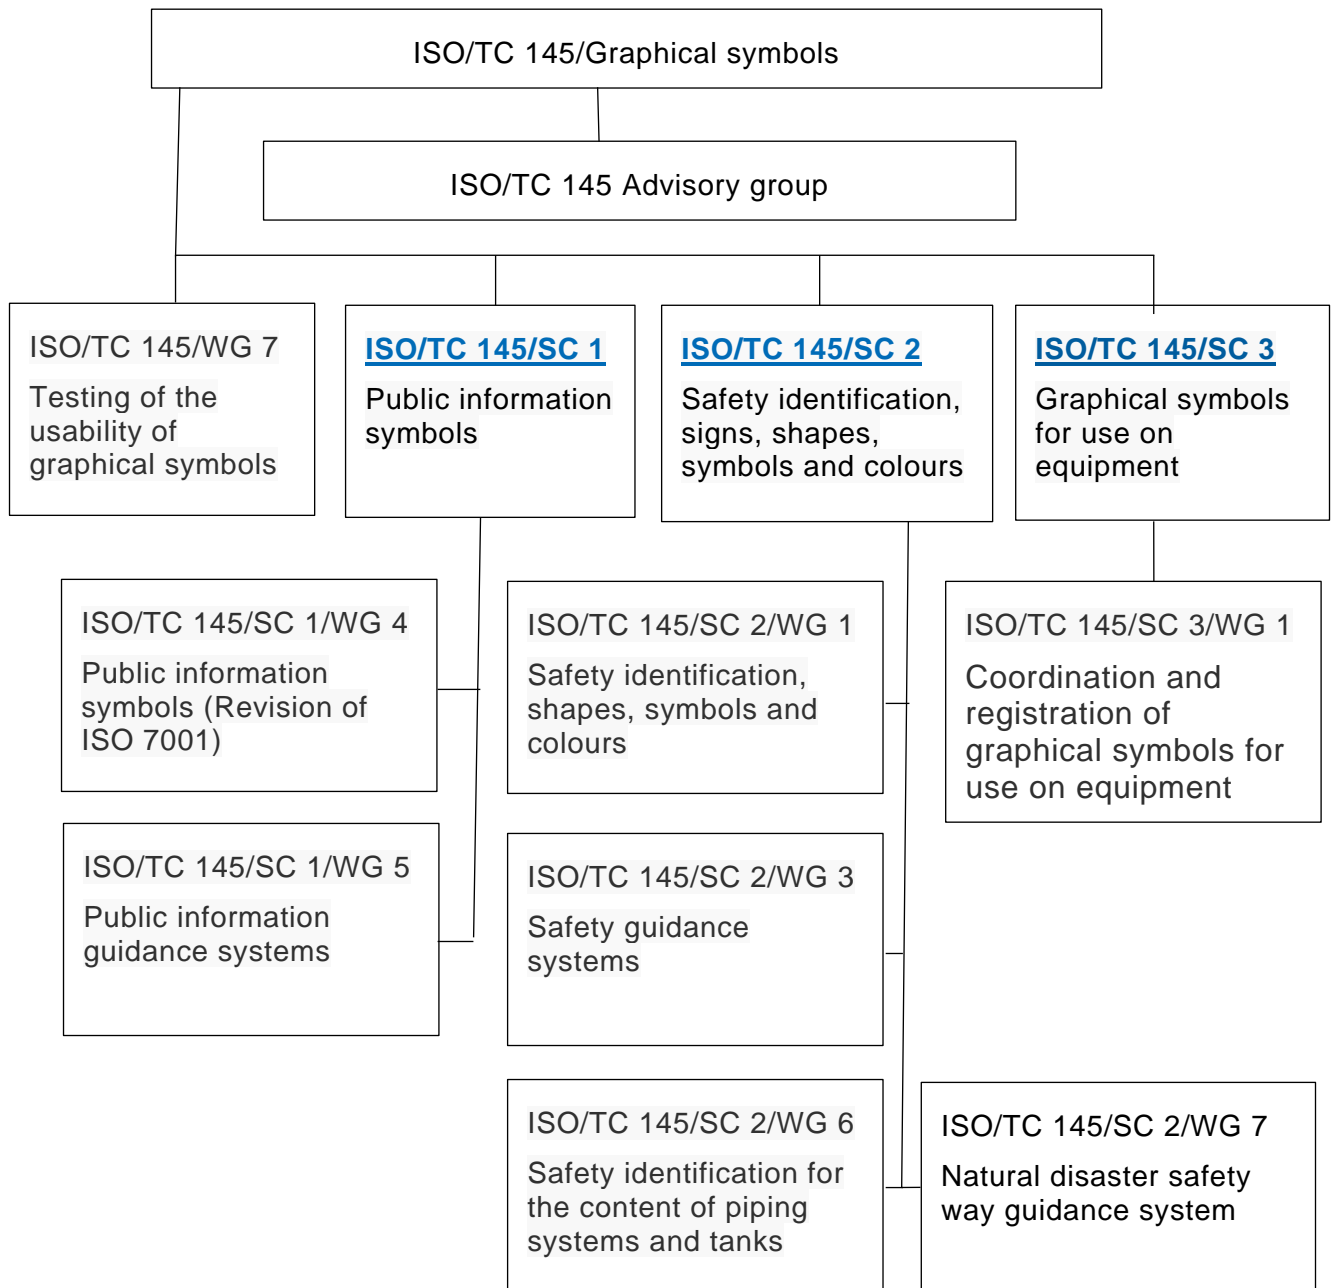 ISO/TC 145/Graphical symbols
ISO/TC 145 Advisory group
ISO/TC 145/WG 7
Testing of the
usability of
graphical symbols
ISO/TC 145/SC 1
Public information
symbols
ISO/TC 145/SC 2
Safety identification,
signs, shapes,
symbols and colours
ISO/TC 145/SC 3
Graphical symbols
for use on
equipment
ISO/TC 145/SC 1/WG 4
Public information
symbols (Revision of
ISO 7001)
ISO/TC 145/SC 2/WG 1
Safety identification,
shapes, symbols and
colours
ISO/TC 145/SC 3/WG 1
Coordination and
registration of
graphical symbols for
use on equipment
ISO/TC 145/SC 1/WG 5
Public information
guidance systems
ISO/TC 145/SC 2/WG 3
Safety guidance
systems
ISO/TC 145/SC 2/WG 6
Safety identification for
the content of piping
systems and tanks
ISO/TC 145/SC 2/WG 7
Natural disaster safety
way guidance system